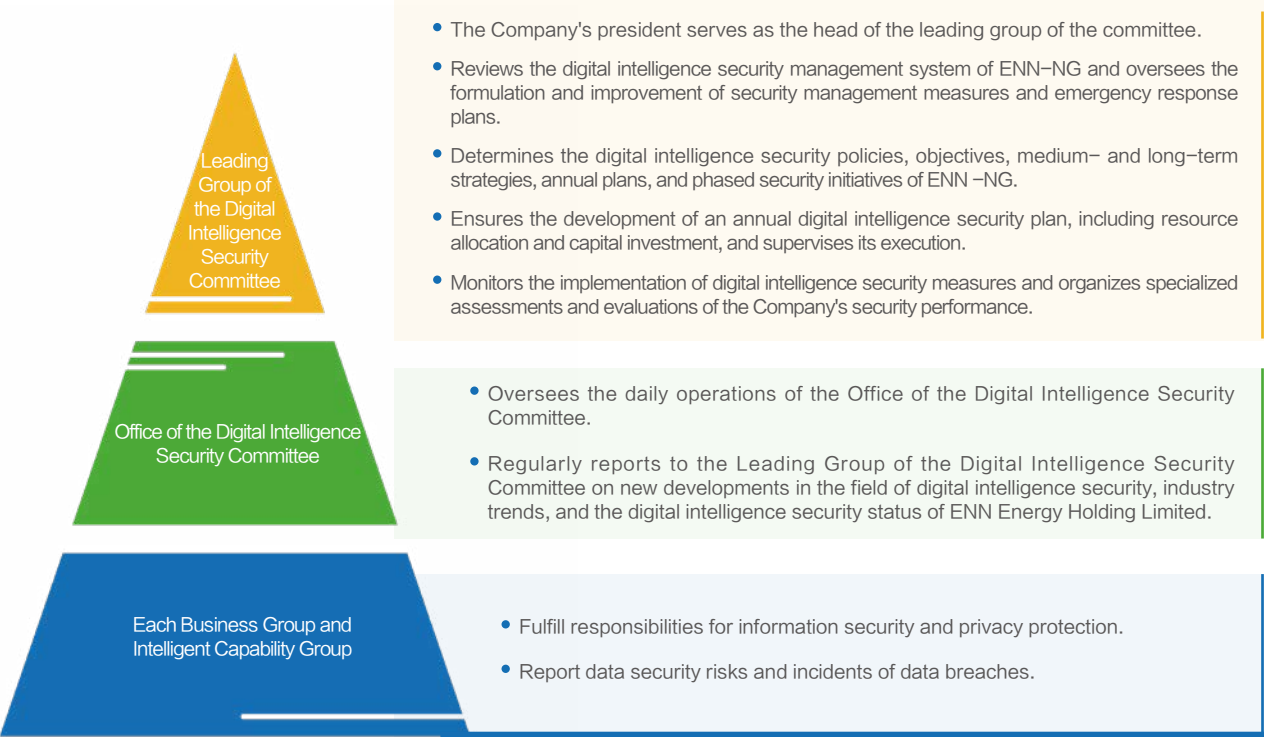 Leading
Group of
the Digital
Intelligence
Security
Committee
• The Company's president serves as the head of the leading group of the committee.
• Reviews the digital intelligence security management system of ENN-NG and oversees the
formulation and improvement of security management measures and emergency response
plans.
• Determines the digital intelligence security policies, objectives, medium- and long-term
strategies, annual plans, and phased security initiatives of ENN -NG.
• Ensures the development of an annual digital intelligence security plan, including resource
allocation and capital investment, and supervises its execution.
• Monitors the implementation of digital intelligence security measures and organizes specialized
assessments and evaluations of the Company's security performance.
Office of the Digital Intelligence
Security Committee
• Oversees the daily operations of the Office of the Digital Intelligence Security
Committee.
• Regularly reports to the Leading Group of the Digital Intelligence Security
Committee on new developments in the field of digital intelligence security, industry
trends, and the digital intelligence security status of ENN Energy Holding Limited.
Each Business Group and
Intelligent Capability Group
• Fulfill responsibilities for information security and privacy protection.
• Report data security risks and incidents of data breaches.